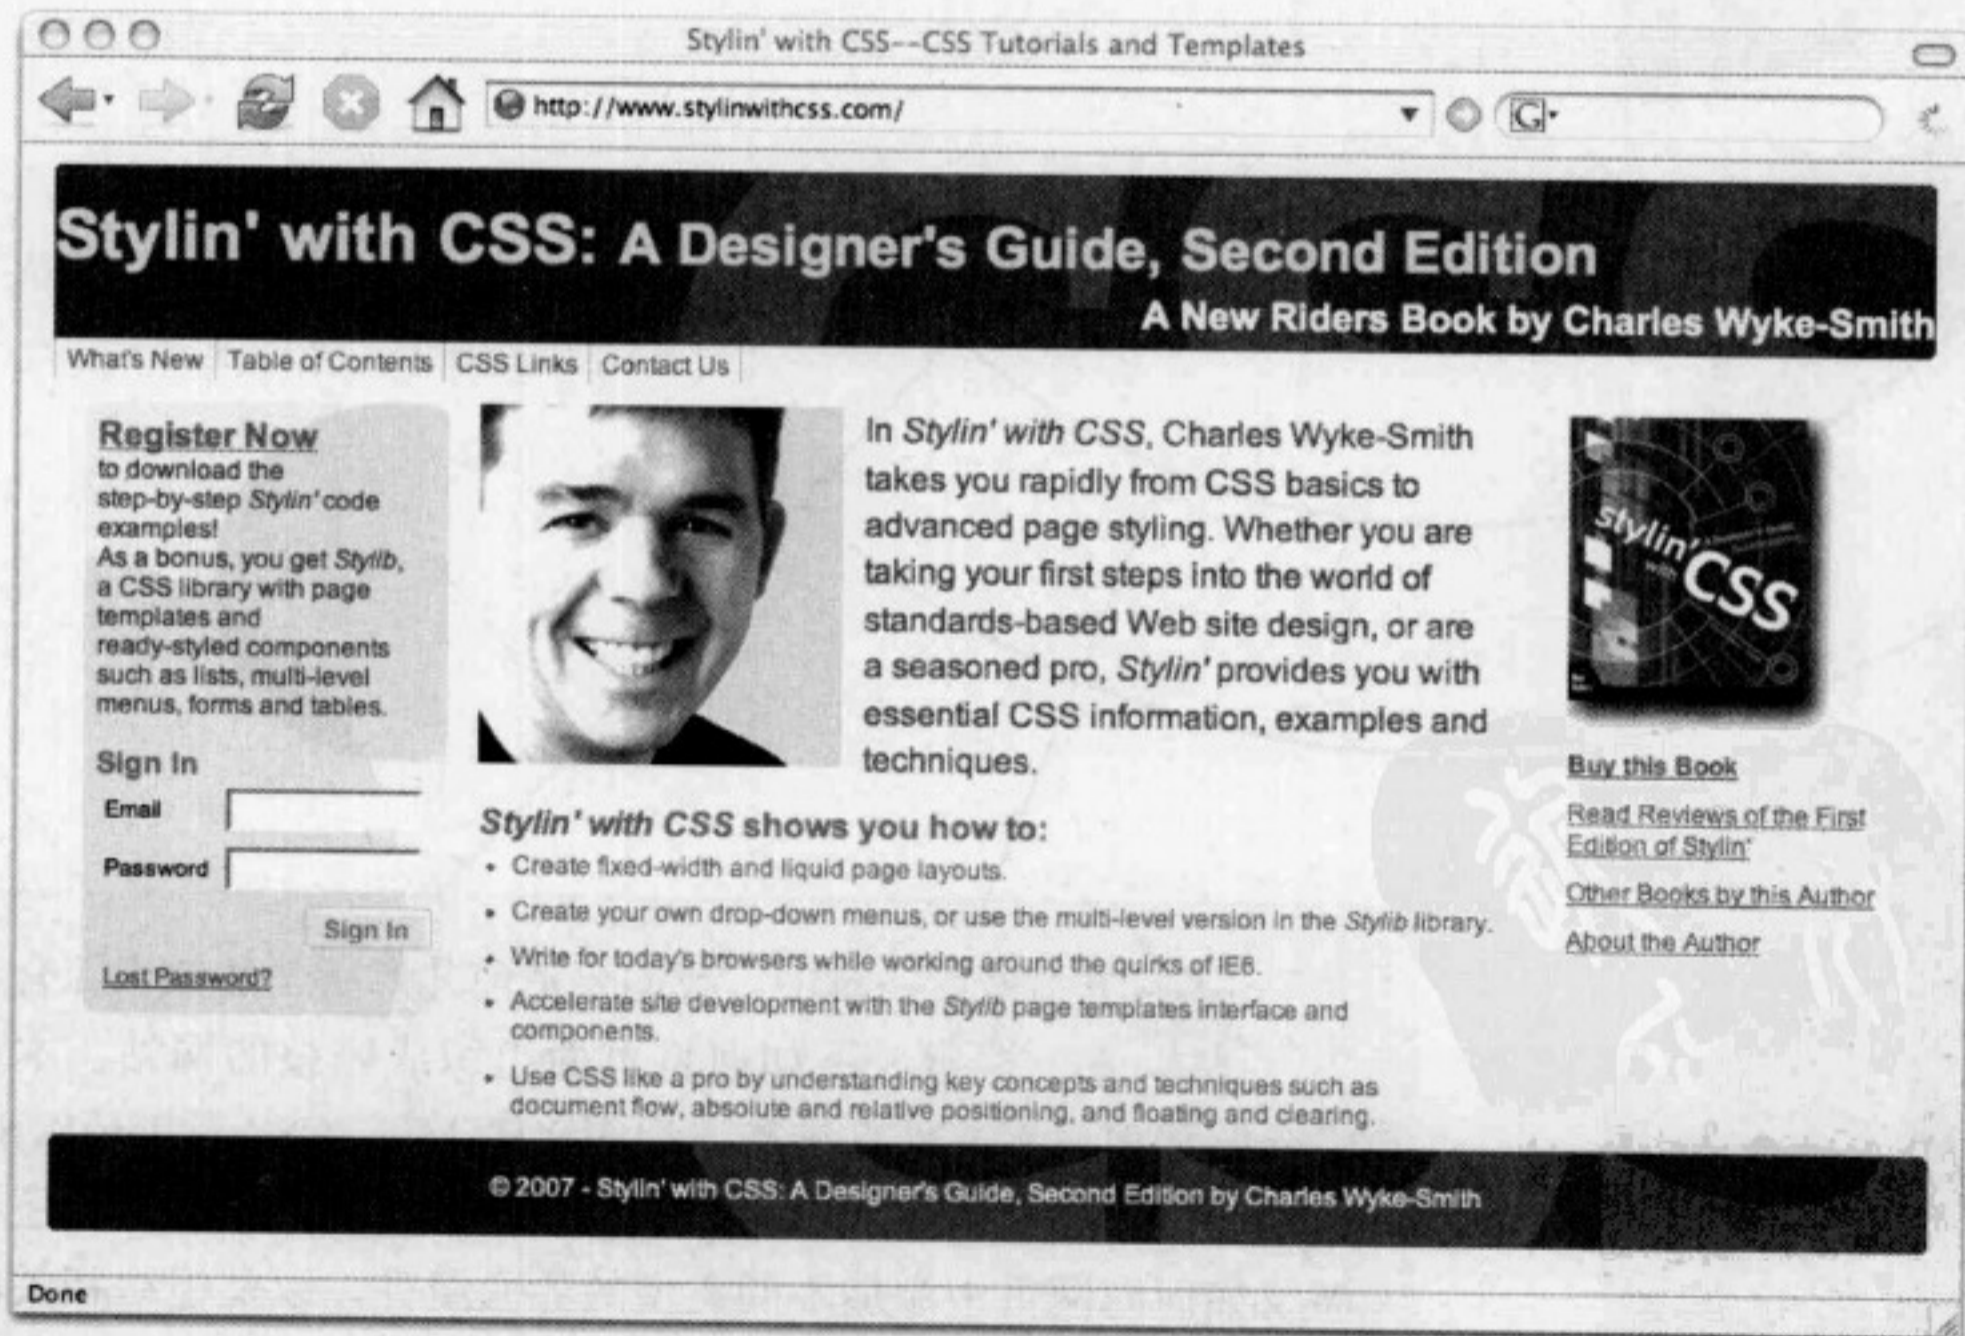 Stylin' with CSS--CSS Tutorials and Templates
http://www.stylinwithcss.com/
G
Stylin' with CSS: A Designer's Guide, Second Edition
A New Riders Book by Charles Wyke-Smith
What's New
Table of Contents
CSS Links
Contact Us
Register Now
to download the
step-by-step Stylin' code
examples!
As a bonus, you get Stylib,
a CSS library with page
templates and
ready-styled components
such as lists, multi-level
menus, forms and tables.
Sign In
Email
Password
Sign In
Lost Password?
In Stylin' with CSS, Charles Wyke-Smith
takes you rapidly from CSS basics to
advanced page styling. Whether you are
taking your first steps into the world of
standards-based Web site design, or are
a seasoned pro, Stylin' provides you with
essential CSS information, examples and
techniques.
Stylin' with CSS shows you how to:
• Create fixed-width and liquid page layouts.
• Create your own drop-down menus, or use the multi-level version in the Stylib library.
• Write for today's browsers while working around the quirks of IE6.
• Accelerate site development with the Stylib page templates interface and
components.
• Use CSS like a pro by understanding key concepts and techniques such as
document flow, absolute and relative positioning, and floating and clearing.
stylin'
with
CSS
Buy this Book
Read Reviews of the First
Edition of Stylin'
Other Books by this Author
About the Author
© 2007 - Stylin' with CSS: A Designer's Guide, Second Edition by Charles Wyke-Smith
Done